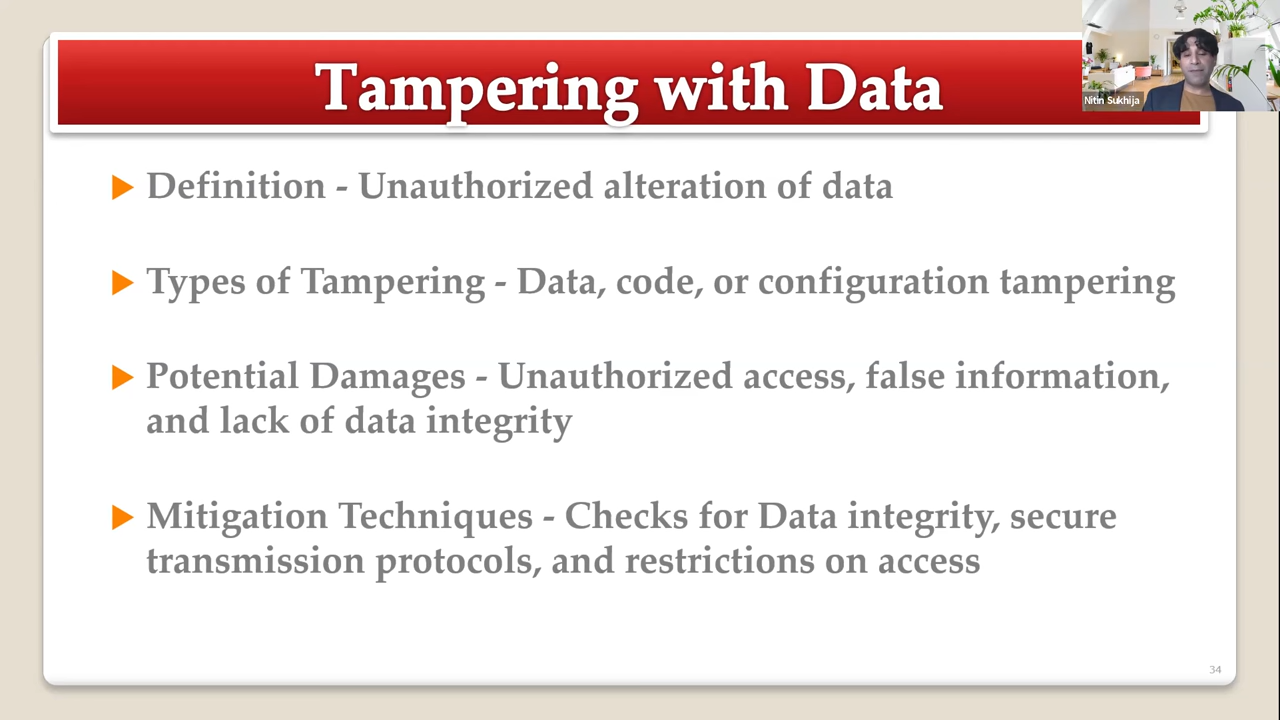 Tampering with Data
Nitin Sukhija
Definition - Unauthorized alteration of data
Types of Tampering - Data, code, or configuration tampering
Potential Damages - Unauthorized access, false information,
and lack of data integrity
Mitigation Techniques - Checks for Data integrity, secure
transmission protocols, and restrictions on access
34